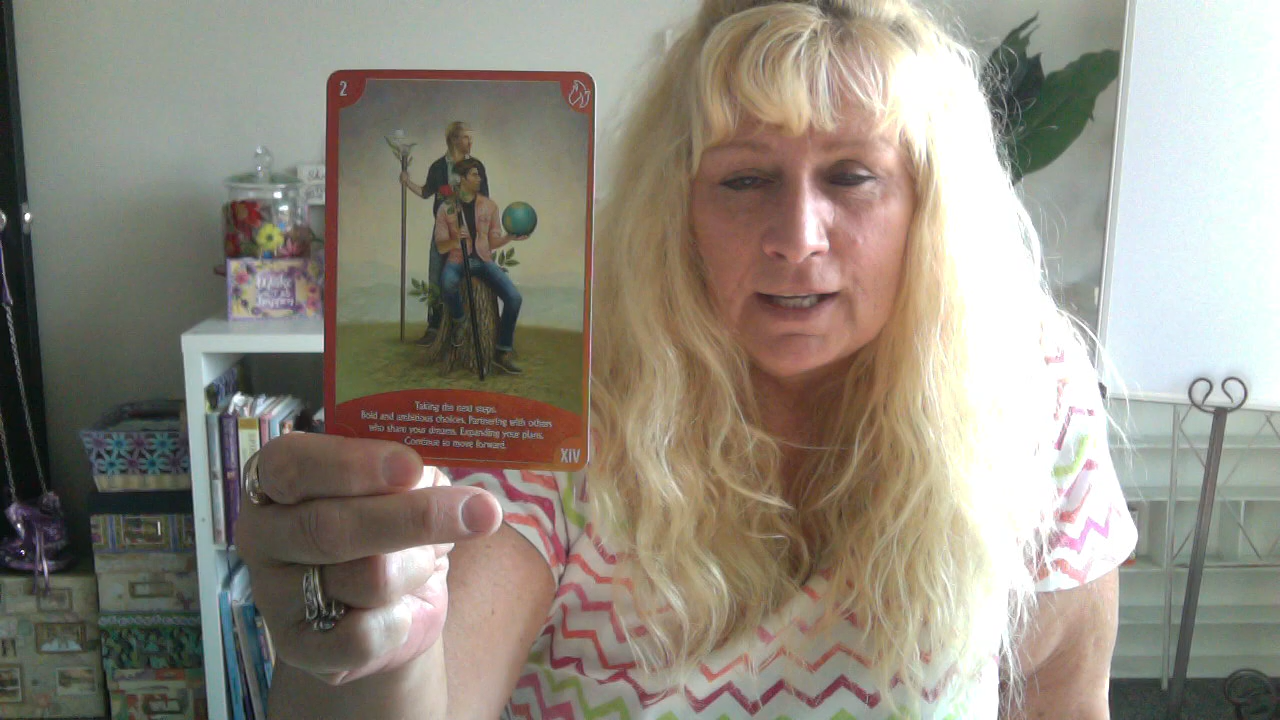 2
Taking the next steps.
Bold and ambitious choices. Partnering with others
who share your dreams. Expanding your plans.
Continue to move forward.
XIV
Make